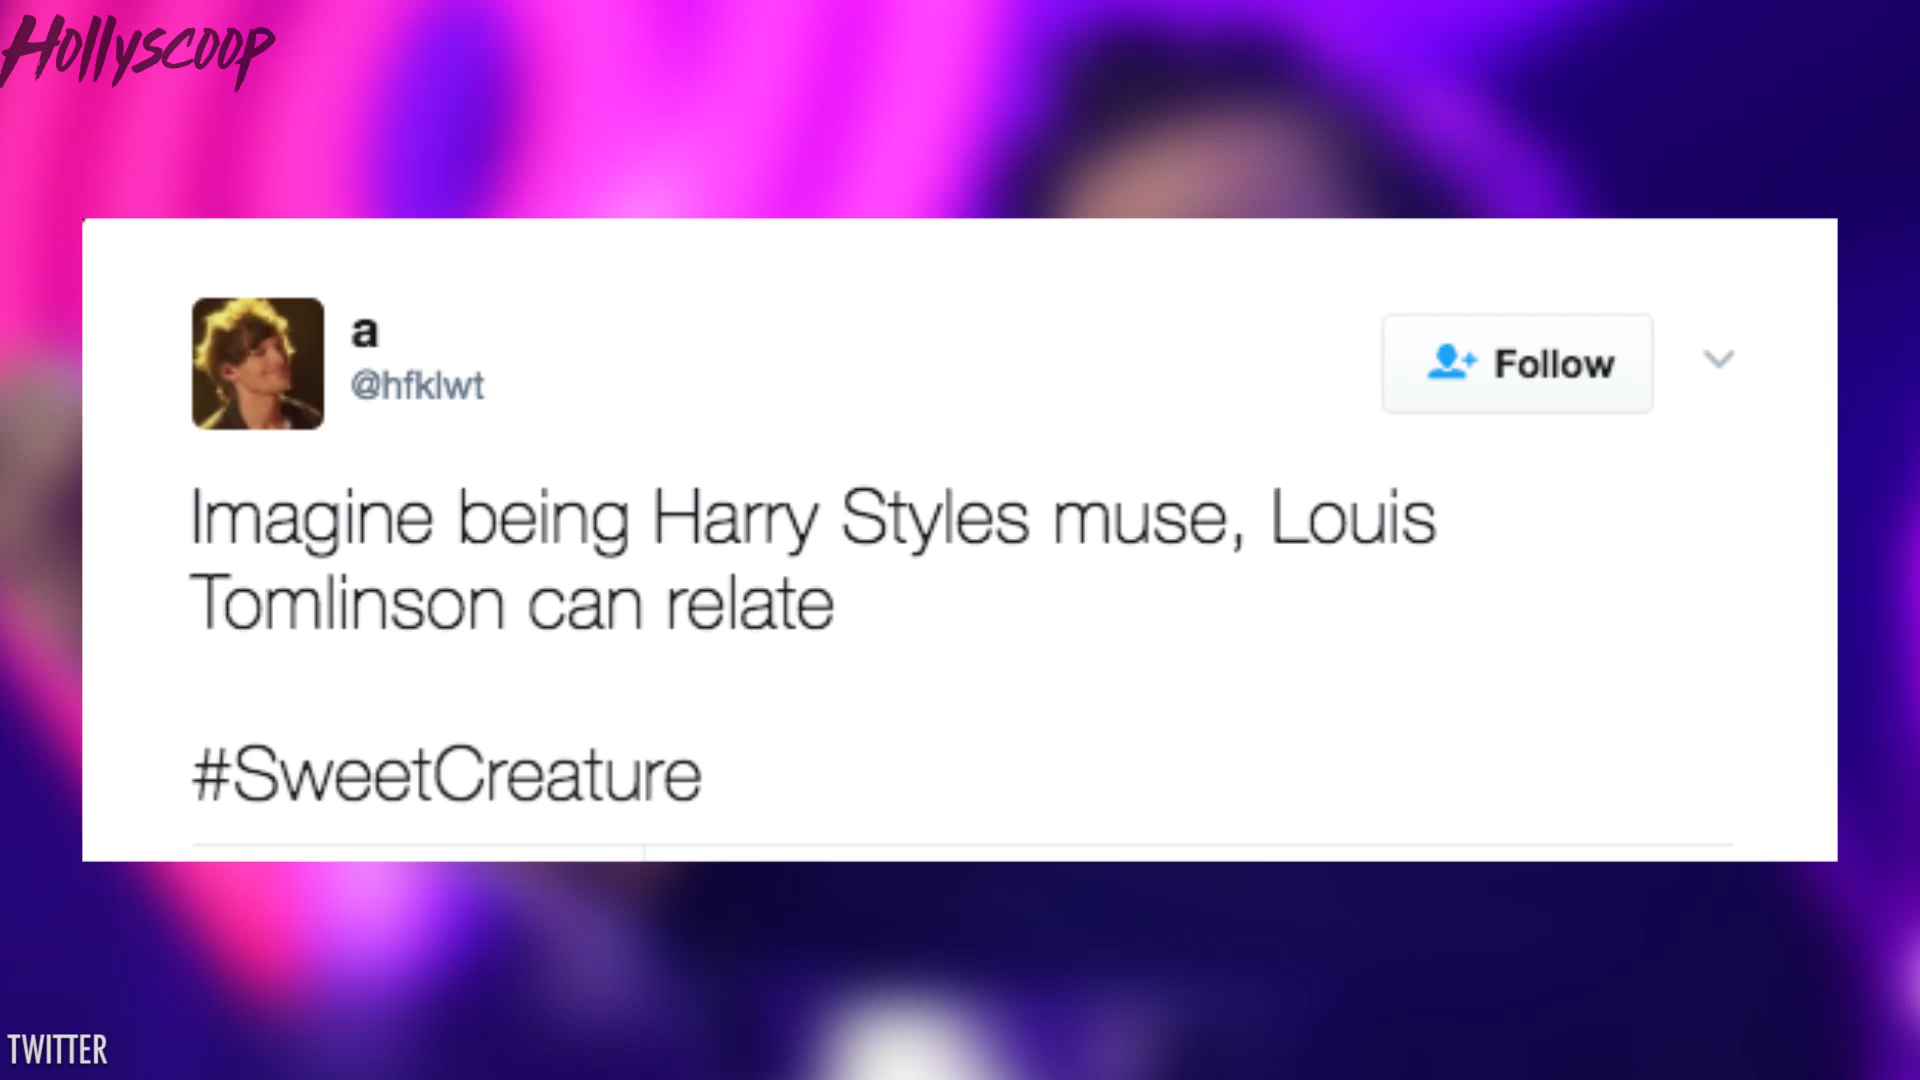 Hollyscoop
a
@hfklwt
Follow
Imagine being Harry Styles muse, Louis
Tomlinson can relate
#SweetCreature
TWITTER